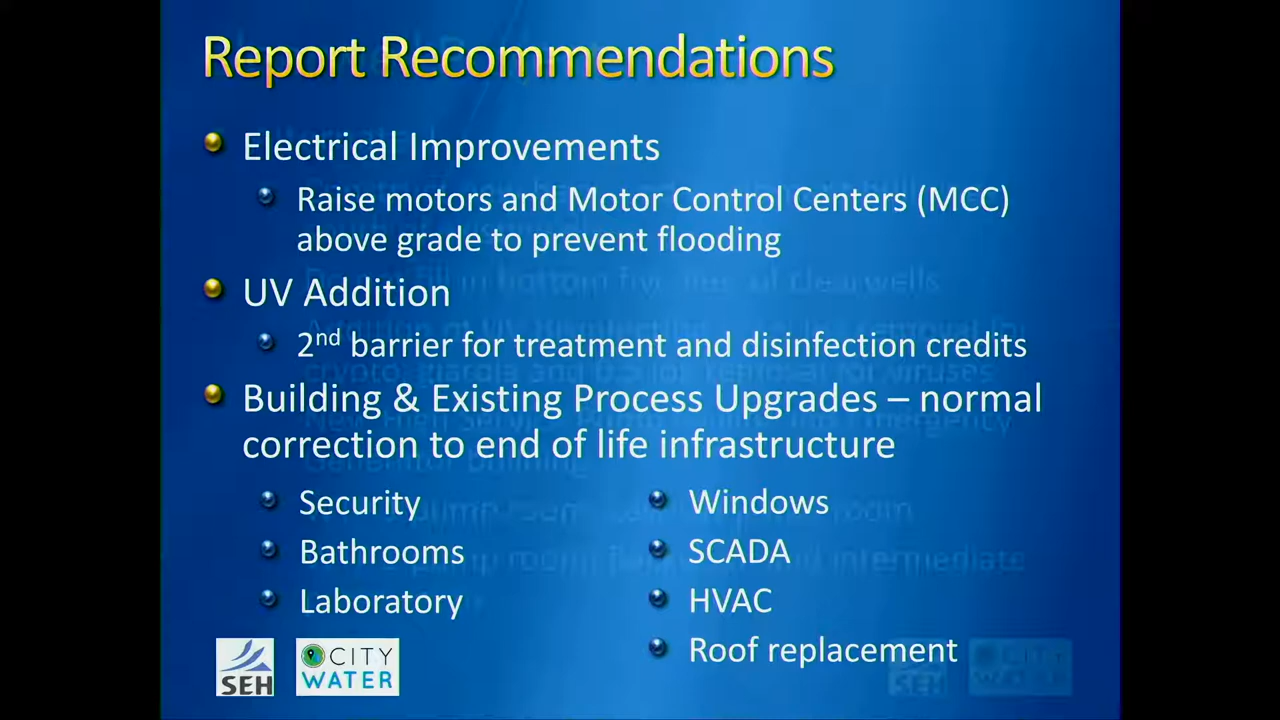 Report Recommendations
Electrical Improvements
Raise motors and Motor Control Centers (MCC)
above grade to prevent flooding
UV Addition
2nd barrier for treatment and disinfection credits
Building & Existing Process Upgrades – normal
correction to end of life infrastructure
Security
Bathrooms
Laboratory
Windows
SCADA
HVAC
Roof replacement
SEH
CITY
WATER